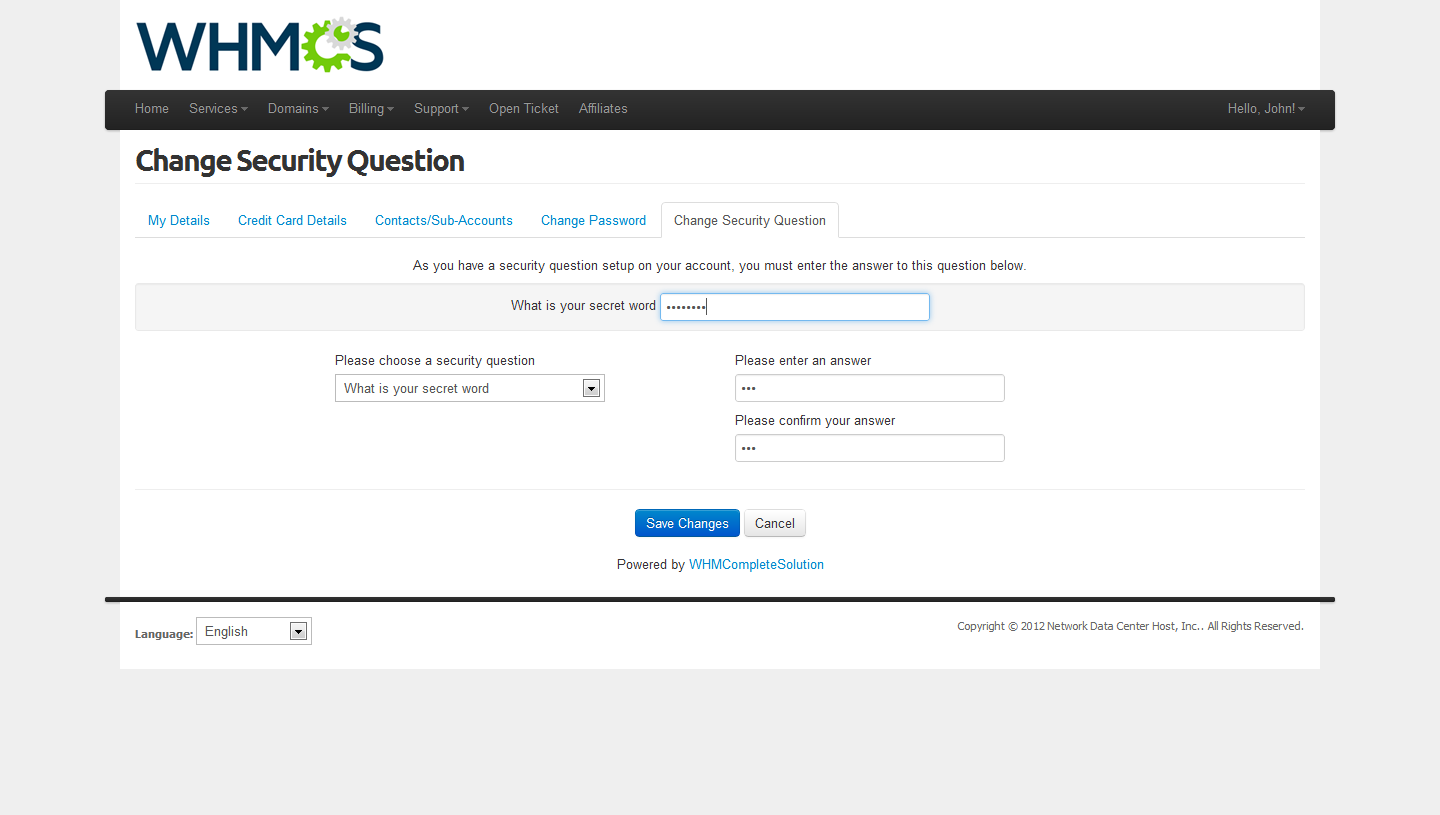 WHMCS
Home Services Domains Billing Support Open Ticket Affiliates Hello, John!
Change Security Question
My Details Credit Card Details Contacts/Sub-Accounts Change Password Change Security Question
As you have a security question setup on your account, you must enter the answer to this question below.
What is your secret word ••••••••
Please choose a security question
What is your secret word
Please enter an answer
•••
Please confirm your answer
•••
Save Changes Cancel
Powered by WHMCompleteSolution
Language: English
Copyright © 2012 Network Data Center Host, Inc.. All Rights Reserved.